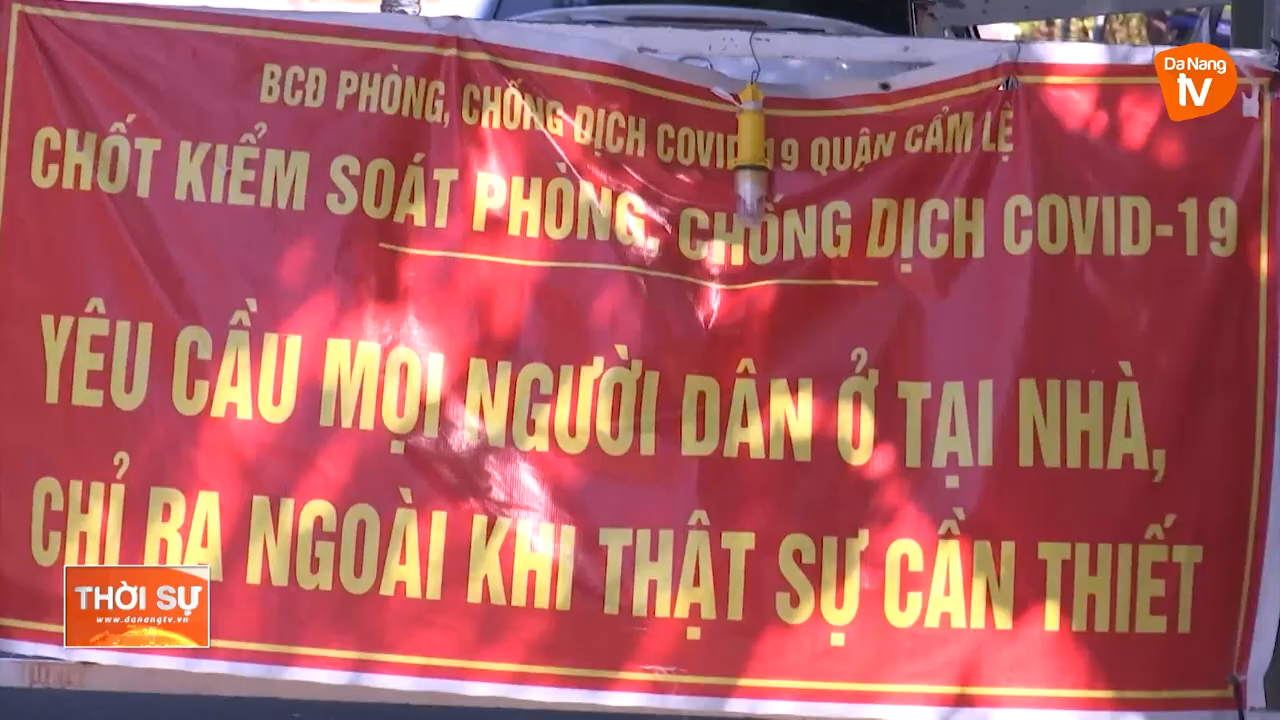 Da Nang
tv
BCĐ PHÒNG, CHỐNG DỊCH COVID-19 QUẬN CẨM LỆ
CHỐT KIỂM SOÁT PHÒNG, CHỐNG DỊCH COVID-19
YÊU CẦU MỌI NGƯỜI DÂN Ở TẠI NHÀ,
CHỈ RA NGOÀI KHI THẬT SỰ CẦN THIẾT
THỜI SỰ
www.danangtv.vn